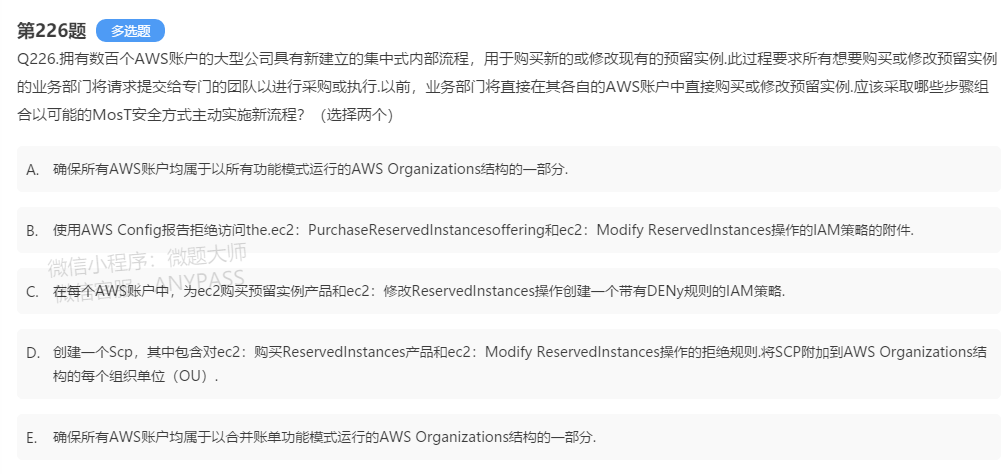 第226题 多选题
Q226.拥有数百个AWS账户的大型公司具有新建立的集中式内部流程，用于购买新的或修改现有的预留实例.此过程要求所有想要购买或修改预留实例
的业务部门将请求提交给专门的团队以进行采购或执行.以前，业务部门将直接在其各自的AWS账户中直接购买或修改预留实例.应该采取哪些步骤组
合以可能的MosT安全方式主动实施新流程？（选择两个）
A. 确保所有AWS账户均属于以所有功能模式运行的AWS Organizations结构的一部分.
B. 使用AWS Config报告拒绝访问the.ec2：PurchaseReservedInstancesoffering和ec2：Modify ReservedInstances操作的IAM策略的附件.
微信小程序：微题大师
微信客服：ANYPASS
C. 在每个AWS账户中，为ec2购买预留实例产品和ec2：修改ReservedInstances操作创建一个带有DENy规则的IAM策略.
D. 创建一个Scp，其中包含对ec2：购买ReservedInstances产品和ec2：Modify ReservedInstances操作的拒绝规则.将SCP附加到AWS Organizations结
构的每个组织单位（OU）.
E. 确保所有AWS账户均属于以合并账单功能模式运行的AWS Organizations结构的一部分.